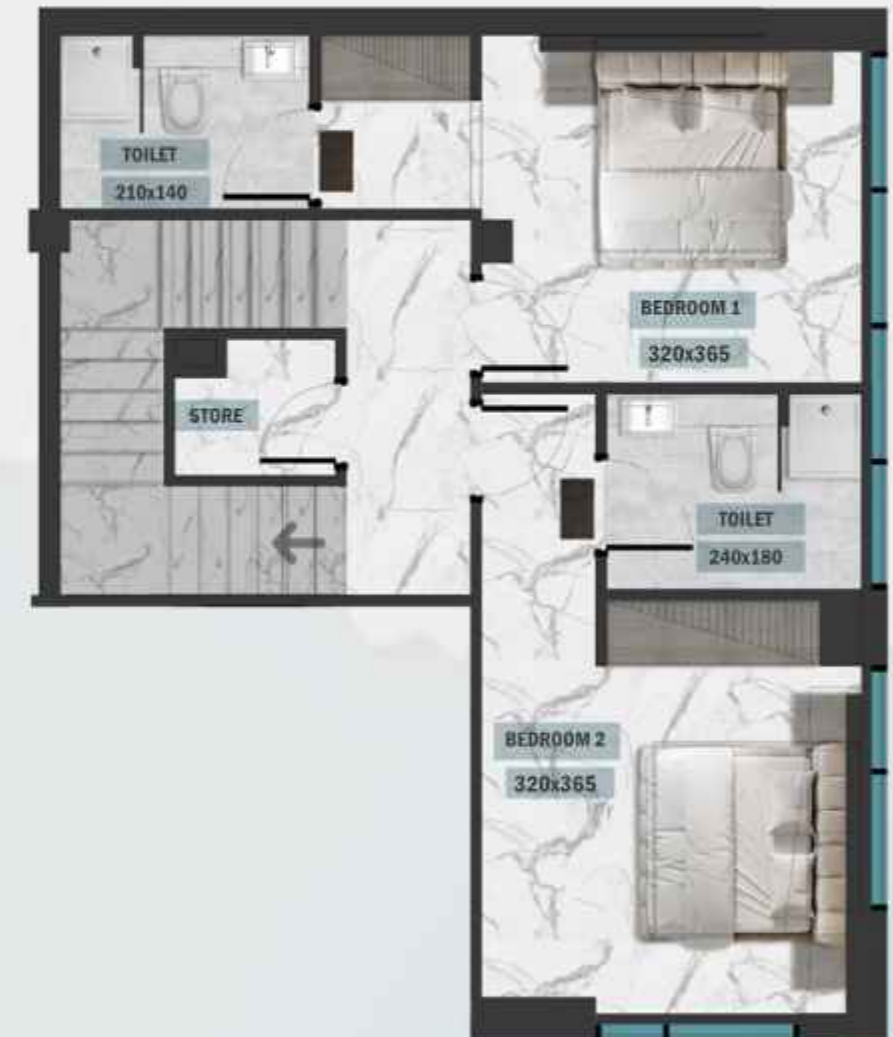 TOILET
210x140
BEDROOM 1
320x365
STORE
TOILET
240x180
BEDROOM 2
320x365